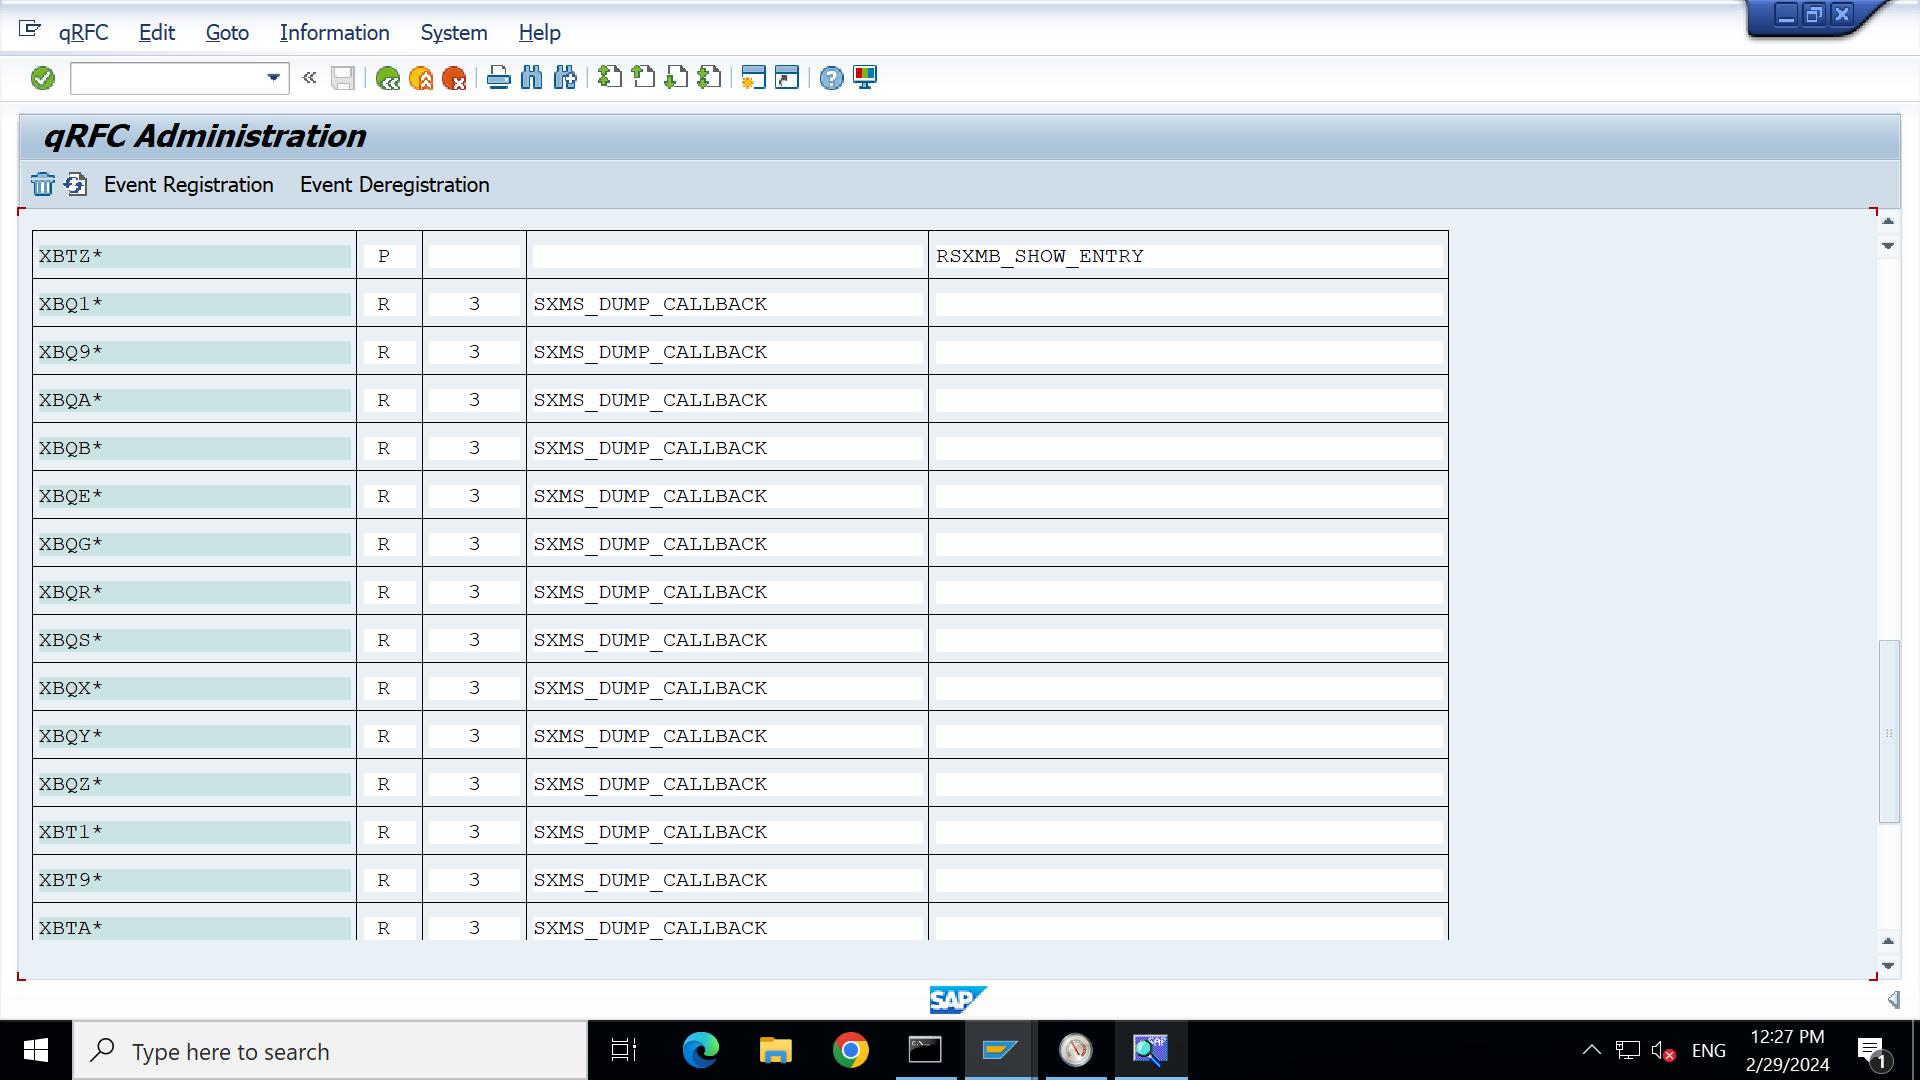 qRFC Edit Goto Information System Help
qRFC Administration
Event Registration Event Deregistration
XBTZ* P RSXMB_SHOW_ENTRY
XBQ1* R 3 SXMS_DUMP_CALLBACK
XBQ9* R 3 SXMS_DUMP_CALLBACK
XBQA* R 3 SXMS_DUMP_CALLBACK
XBQB* R 3 SXMS_DUMP_CALLBACK
XBQE* R 3 SXMS_DUMP_CALLBACK
XBQG* R 3 SXMS_DUMP_CALLBACK
XBQR* R 3 SXMS_DUMP_CALLBACK
XBQS* R 3 SXMS_DUMP_CALLBACK
XBQX* R 3 SXMS_DUMP_CALLBACK
XBQY* R 3 SXMS_DUMP_CALLBACK
XBQZ* R 3 SXMS_DUMP_CALLBACK
XBT1* R 3 SXMS_DUMP_CALLBACK
XBT9* R 3 SXMS_DUMP_CALLBACK
XBTA* R 3 SXMS_DUMP_CALLBACK
SAP
Type here to search
ENG
12:27 PM
2/29/2024
1